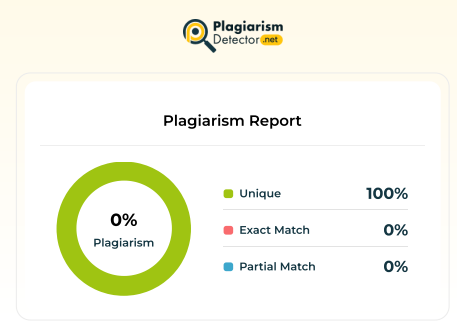 Plagiarism
Detector.net
Plagiarism Report
0%
Plagiarism
Unique 100%
Exact Match 0%
Partial Match 0%